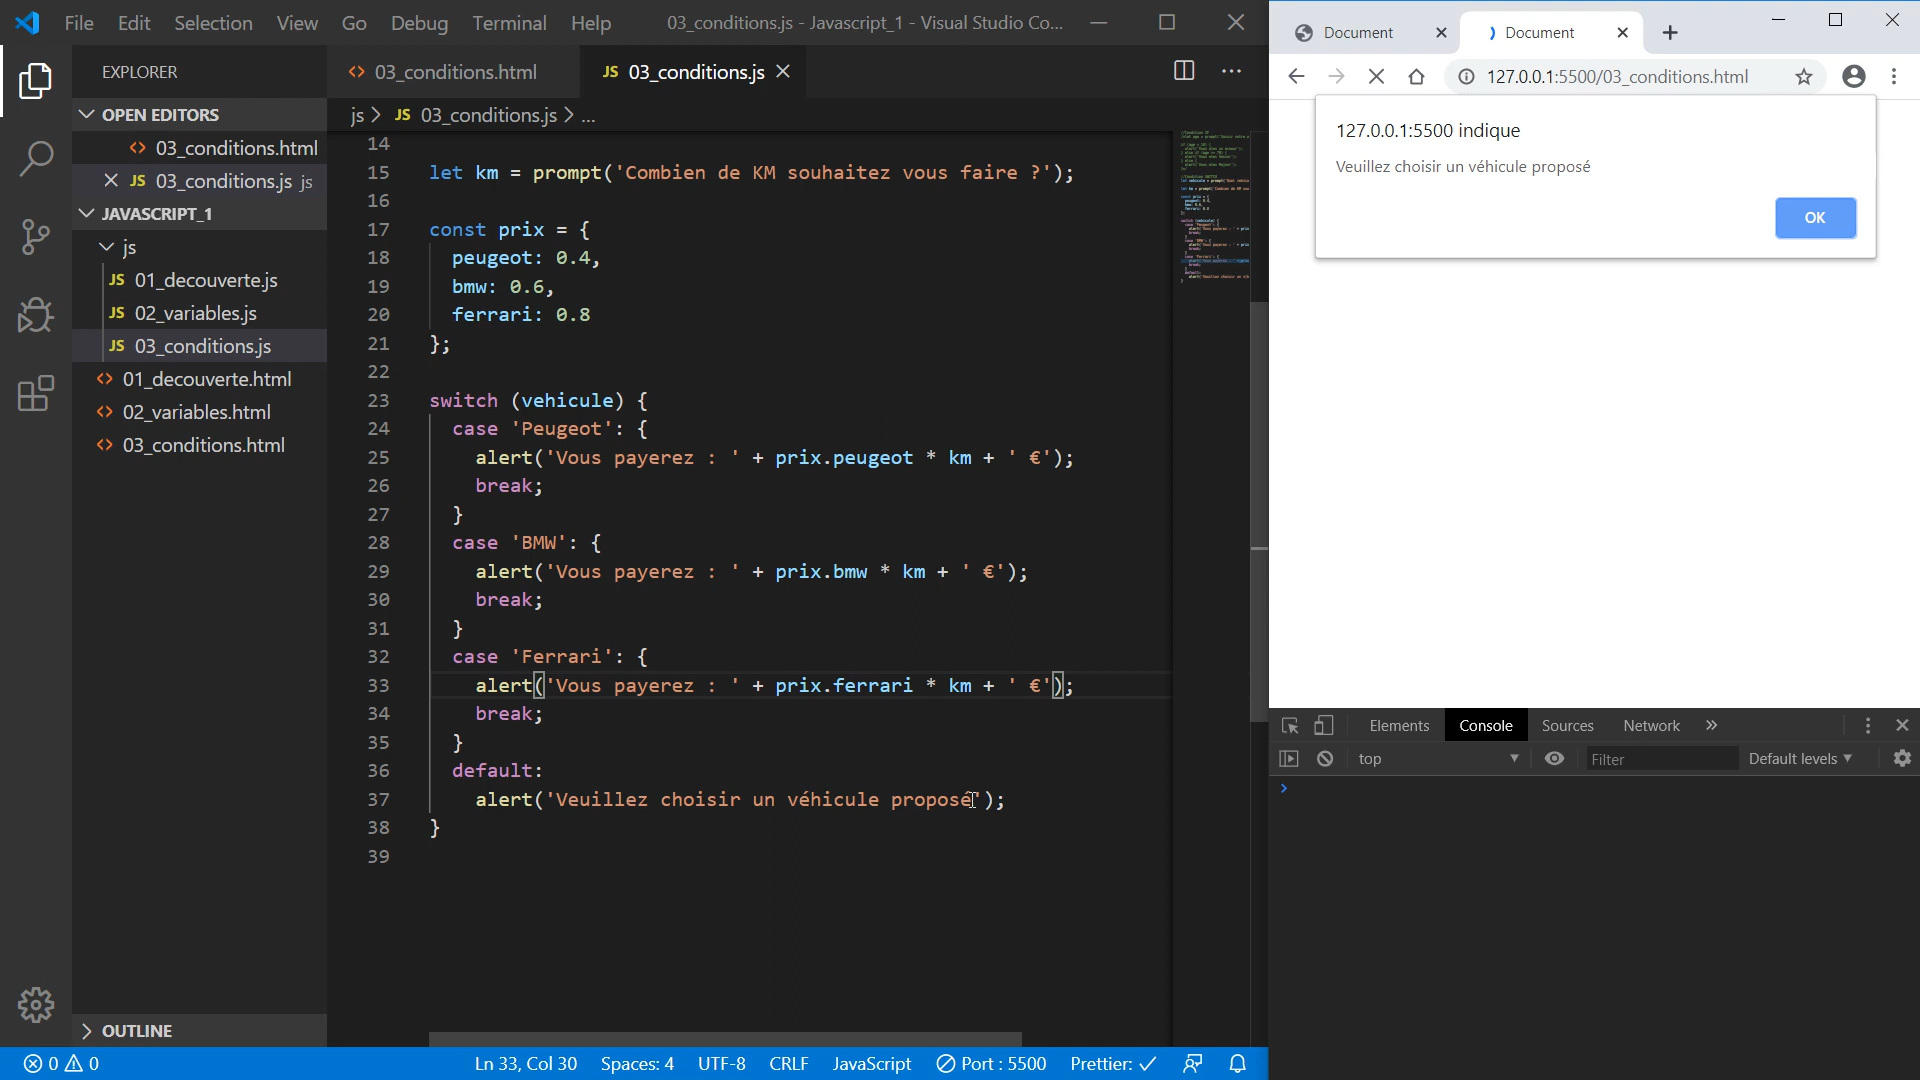 File Edit Selection View Go Debug Terminal Help 03_conditions.js - Javascript_1 - Visual Studio Co...
EXPLORER
OPEN EDITORS
03_conditions.html
JS 03_conditions.js js
JAVASCRIPT_1
js
JS 01_decouverte.js
JS 02_variables.js
JS 03_conditions.js
01_decouverte.html
02_variables.html
03_conditions.html
OUTLINE
03_conditions.html JS 03_conditions.js
js > JS 03_conditions.js > ...
14
15 let km = prompt('Combien de KM souhaitez vous faire ?');
16
17 const prix = {
18 peugeot: 0.4,
19 bmw: 0.6,
20 ferrari: 0.8
21 };
22
23 switch (vehicule) {
24 case 'Peugeot': {
25 alert('Vous payerez : ' + prix.peugeot * km + ' €');
26 break;
27 }
28 case 'BMW': {
29 alert('Vous payerez : ' + prix.bmw * km + ' €');
30 break;
31 }
32 case 'Ferrari': {
33 alert('Vous payerez : ' + prix.ferrari * km + ' €');
34 break;
35 }
36 default:
37 alert('Veuillez choisir un véhicule proposé');
38 }
39
0 0 Ln 33, Col 30 Spaces: 4 UTF-8 CRLF JavaScript Port : 5500 Prettier: ✓
Document Document
127.0.0.1:5500/03_conditions.html
127.0.0.1:5500 indique
Veuillez choisir un véhicule proposé
OK
Elements Console Sources Network »
top Filter Default levels